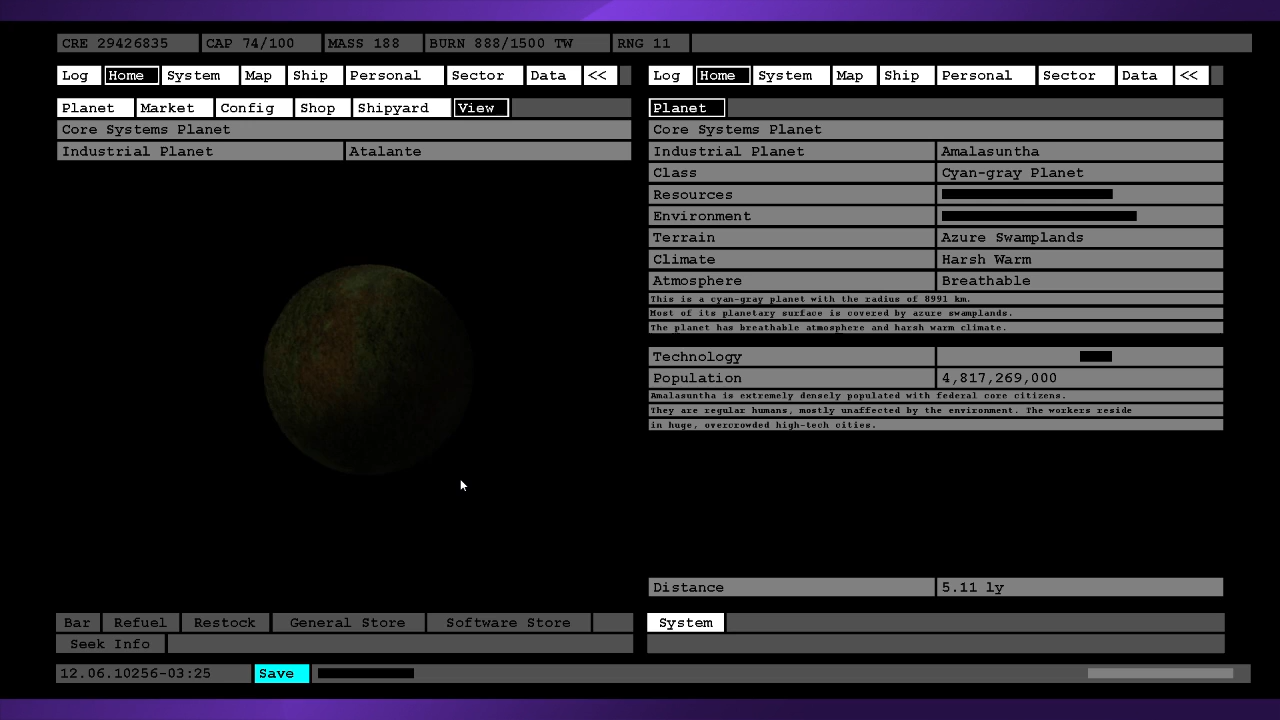 CRE 29426835 CAP 74/100 MASS 188 BURN 888/1500 TW RNG 11
Log Home System Map Ship Personal Sector Data <<
Planet Market Config Shop Shipyard View
Core Systems Planet
Industrial Planet Atalante
Bar Refuel Restock General Store Software Store
Seek Info
Log Home System Map Ship Personal Sector Data <<
Planet
Core Systems Planet
Industrial Planet Amalasuntha
Class Cyan-gray Planet
Resources
Environment
Terrain Azure Swamplands
Climate Harsh Warm
Atmosphere Breathable
This is a cyan-gray planet with the radius of 8991 km.
Most of its planetary surface is covered by azure swamplands.
The planet has breathable atmosphere and harsh warm climate.
Technology
Population 4,817,269,000
Amalasuntha is extremely densely populated with federal core citizens.
They are regular humans, mostly unaffected by the environment. The workers reside
in huge, overcrowded high-tech cities.
Distance 5.11 ly
System
12.06.10256-03:25 Save